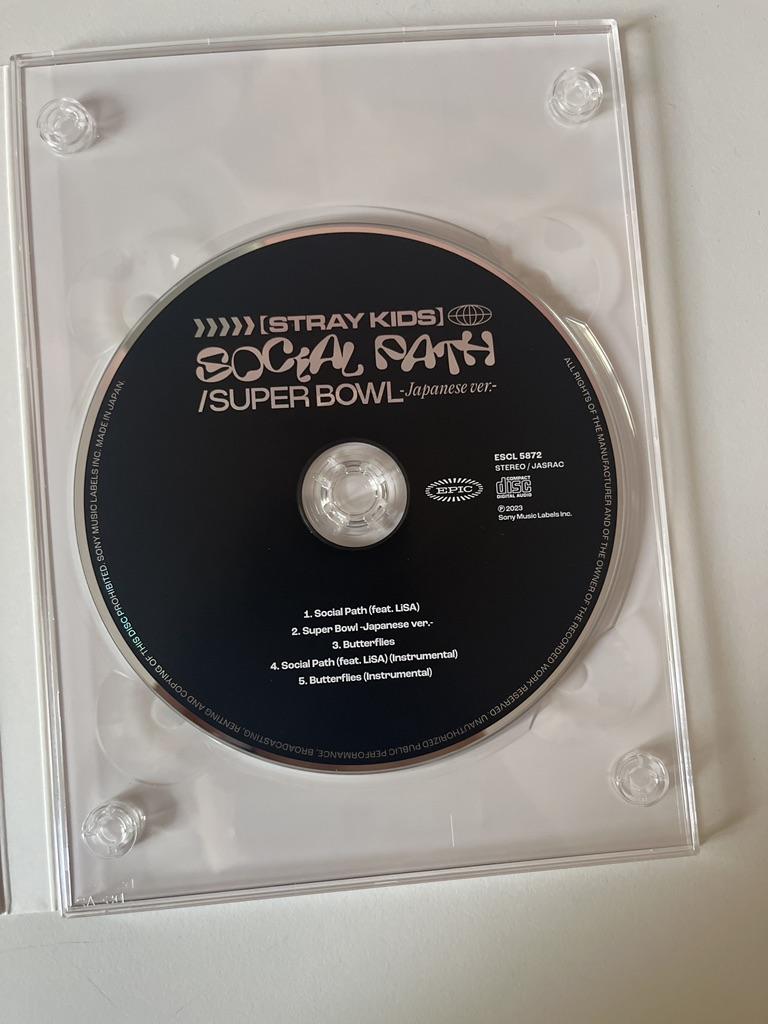 [STRAY KIDS]
SOCIAL PATH
/SUPER BOWL-Japanese ver.-
ESCL 5872
STEREO / JASRAC
EPIC
COMPACT
disc
DIGITAL AUDIO
Ⓟ2023
Sony Music Labels Inc.
1. Social Path (feat. LiSA)
2. Super Bowl -Japanese ver.-
3. Butterflies
4. Social Path (feat. LiSA) (Instrumental)
5. Butterflies (Instrumental)
ALL RIGHTS OF THE MANUFACTURER AND OF THE OWNER OF THE RECORDED WORK RESERVED. UNAUTHORIZED PUBLIC PERFORMANCE, BROADCASTING, RENTING AND COPYING OF THIS DISC PROHIBITED. SONY MUSIC LABELS INC. MADE IN JAPAN.